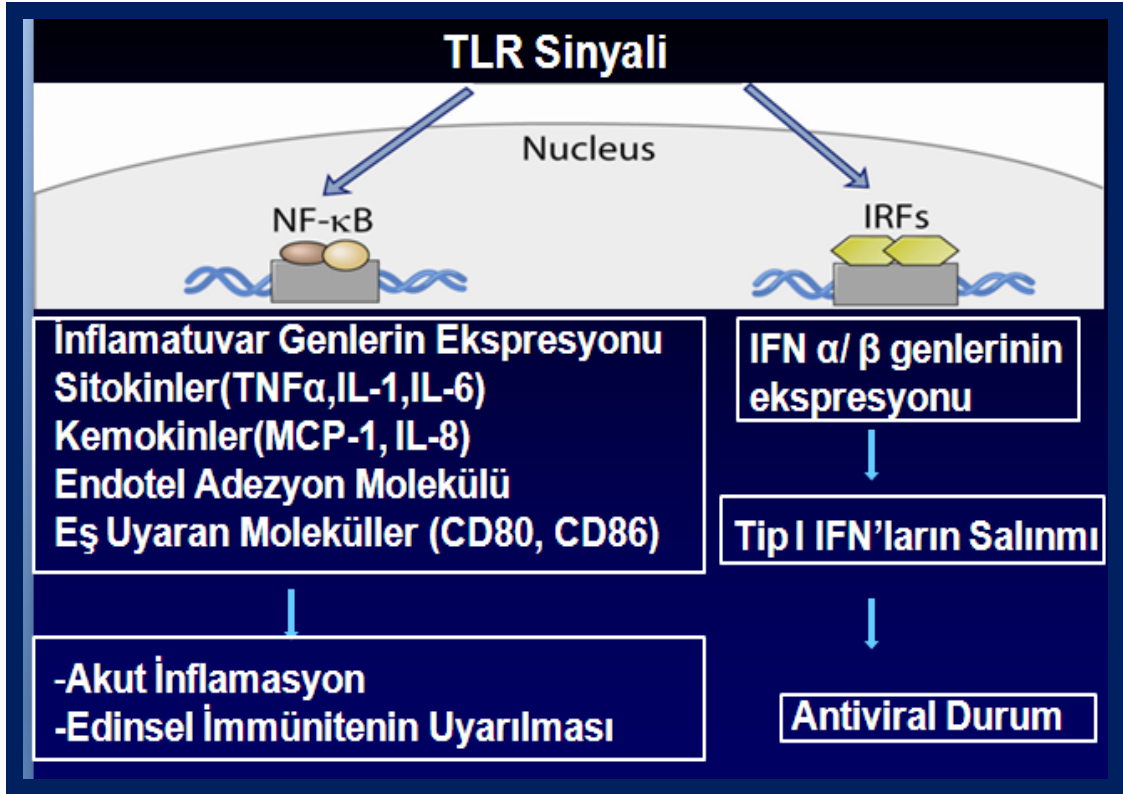 TLR Sinyali
Nucleus
NF-κB
IRFs
İnflamatuvar Genlerin Ekspresyonu
Sitokinler(TNFα,IL-1,IL-6)
Kemokinler(MCP-1, IL-8)
Endotel Adezyon Molekülü
Eş Uyaran Moleküller (CD80, CD86)
IFN α/ β genlerinin
ekspresyonu
Tip I IFN’ların Salınmı
-Akut İnflamasyon
-Edinsel İmmünitenin Uyarılması
Antiviral Durum